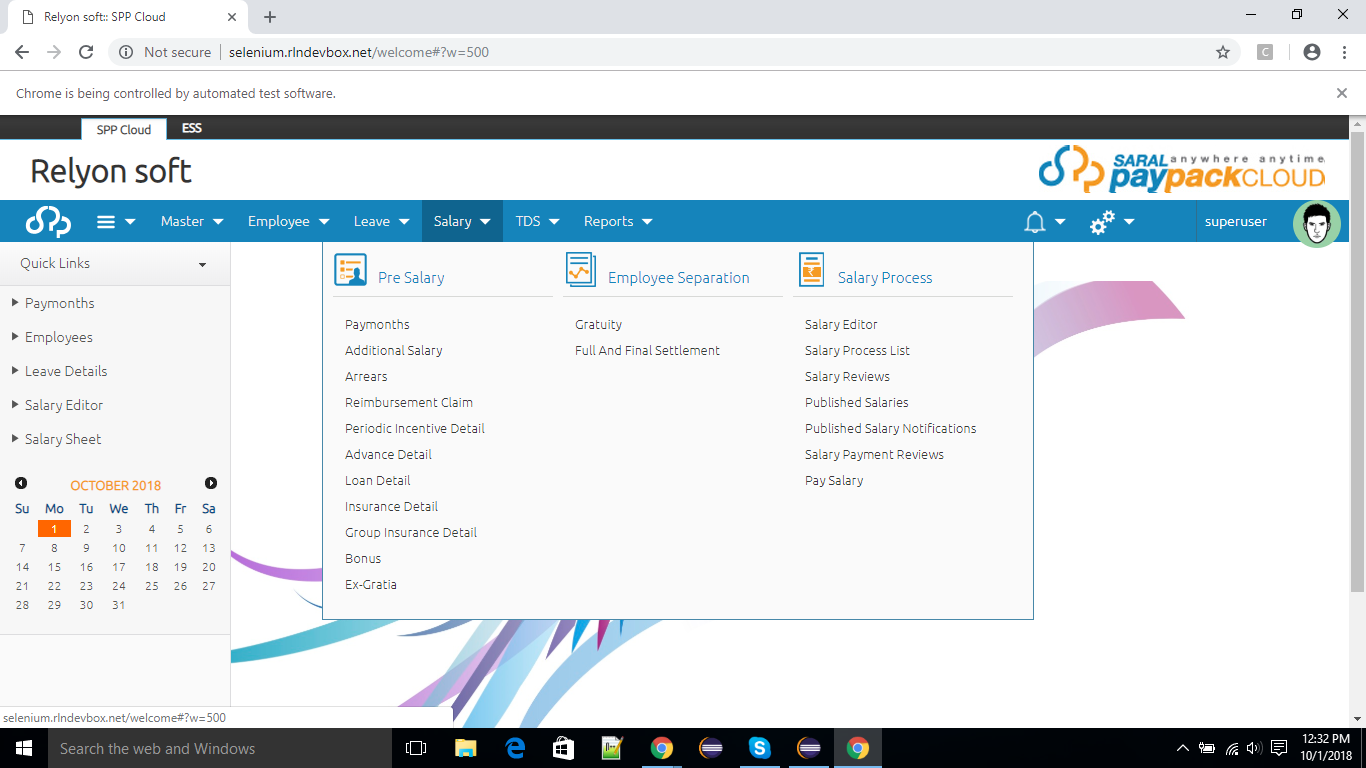 Relyon soft:: SPP Cloud
Not secure | selenium.rlndevbox.net/welcome#?w=500
C
Chrome is being controlled by automated test software.
SPP Cloud ESS
Relyon soft
SARAL anywhere anytime
paypackCLOUD
Master Employee Leave Salary TDS Reports superuser
Quick Links
Paymonths
Employees
Leave Details
Salary Editor
Salary Sheet
OCTOBER 2018
Su Mo Tu We Th Fr Sa
1 2 3 4 5 6
7 8 9 10 11 12 13
14 15 16 17 18 19 20
21 22 23 24 25 26 27
28 29 30 31
Pre Salary
Paymonths
Additional Salary
Arrears
Reimbursement Claim
Periodic Incentive Detail
Advance Detail
Loan Detail
Insurance Detail
Group Insurance Detail
Bonus
Ex-Gratia
Employee Separation
Gratuity
Full And Final Settlement
Salary Process
Salary Editor
Salary Process List
Salary Reviews
Published Salaries
Published Salary Notifications
Salary Payment Reviews
Pay Salary
selenium.rlndevbox.net/welcome#?w=500
Search the web and Windows
12:32 PM
10/1/2018